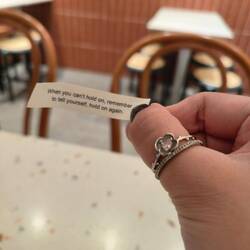 When you can't hold on, remember
to tell yourself, hold on again.